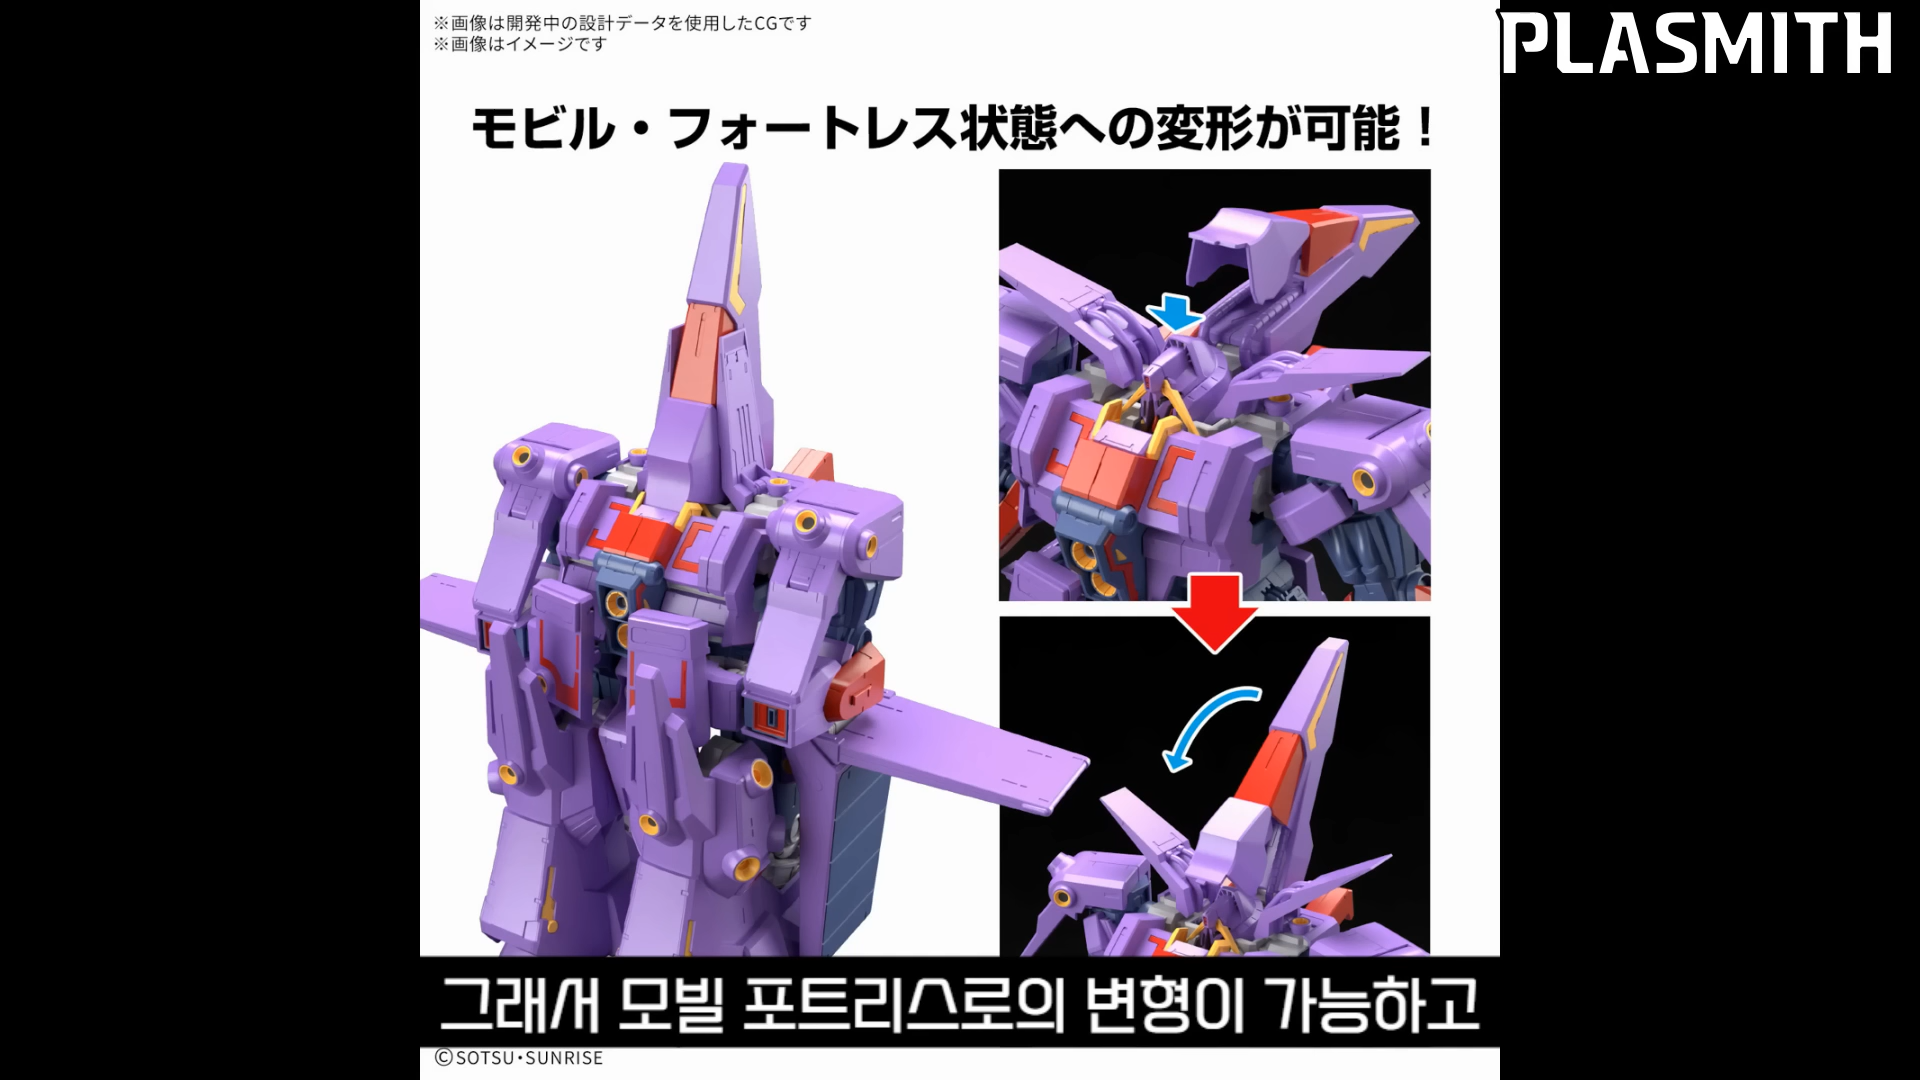 ※画像は開発中の設計データを使用したCGです
※画像はイメージです
PLASMITH
モビル・フォートレス状態への変形が可能！
그래서 모빌 포트리스로의 변형이 가능하고
©SOTSU・SUNRISE